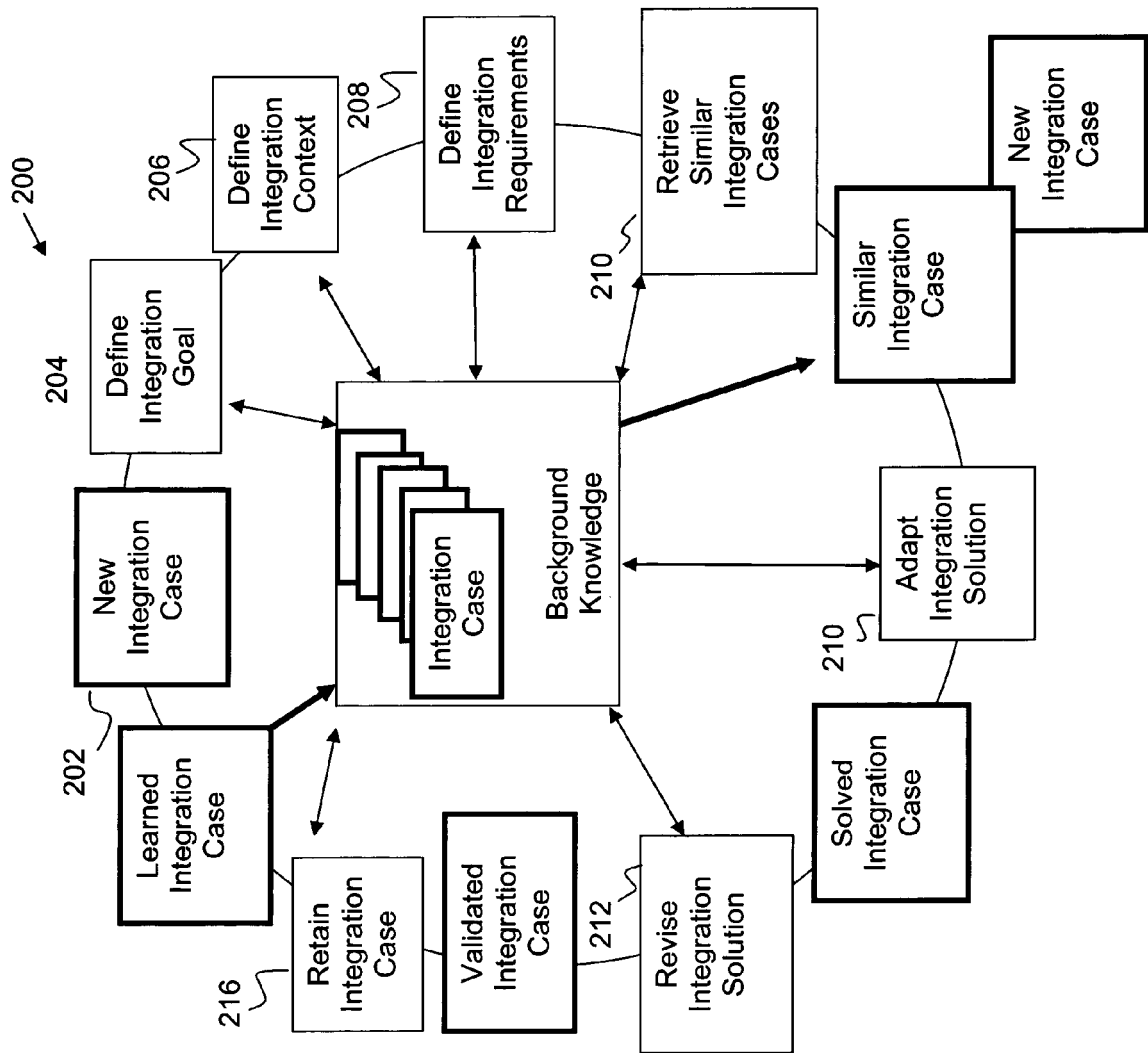 200
202
New
Integration
Case
204
Define
Integration
Goal
206
Define
Integration
Context
208
Define
Integration
Requirements
210
Retrieve
Similar
Integration
Cases
Similar
Integration
Case
New
Integration
Case
210
Adapt
Integration
Solution
Solved
Integration
Case
212
Revise
Integration
Solution
Validated
Integration
Case
216
Retain
Integration
Case
Learned
Integration
Case
Integration
Case
Background
Knowledge